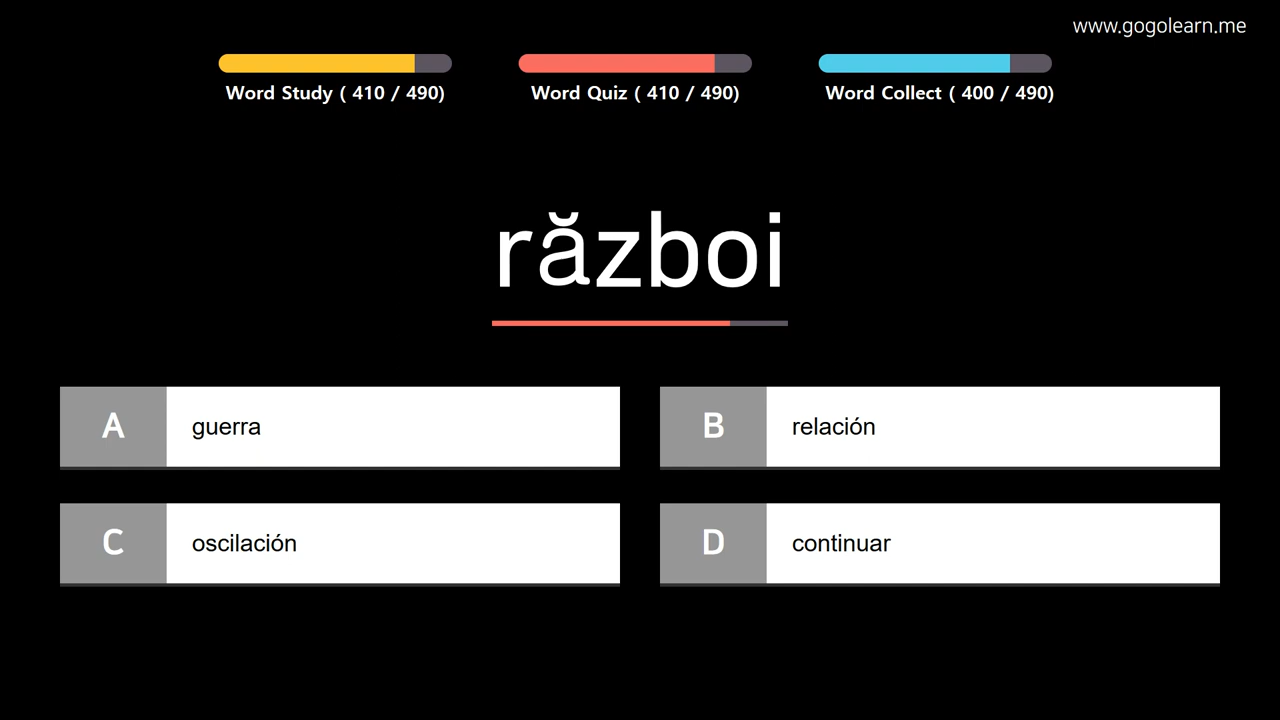 www.gogolearn.me
Word Study ( 410 / 490)
Word Quiz ( 410 / 490)
Word Collect ( 400 / 490)
război
A
guerra
B
relación
C
oscilación
D
continuar